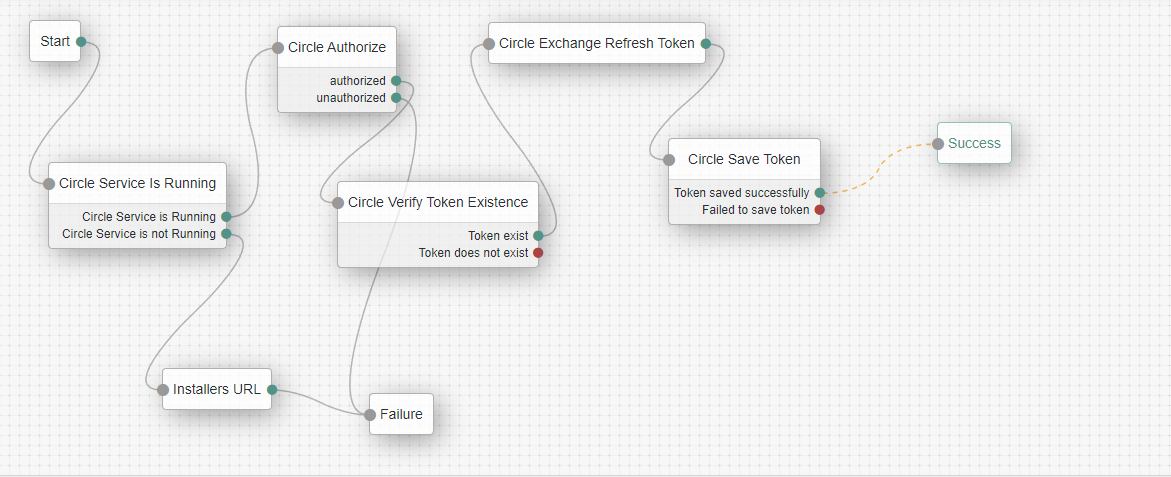 Start
Circle Service Is Running
Circle Service is Running
Circle Service is not Running
Circle Authorize
authorized
unauthorized
Circle Verify Token Existence
Token exist
Token does not exist
Circle Exchange Refresh Token
Circle Save Token
Token saved successfully
Failed to save token
Success
Installers URL
Failure